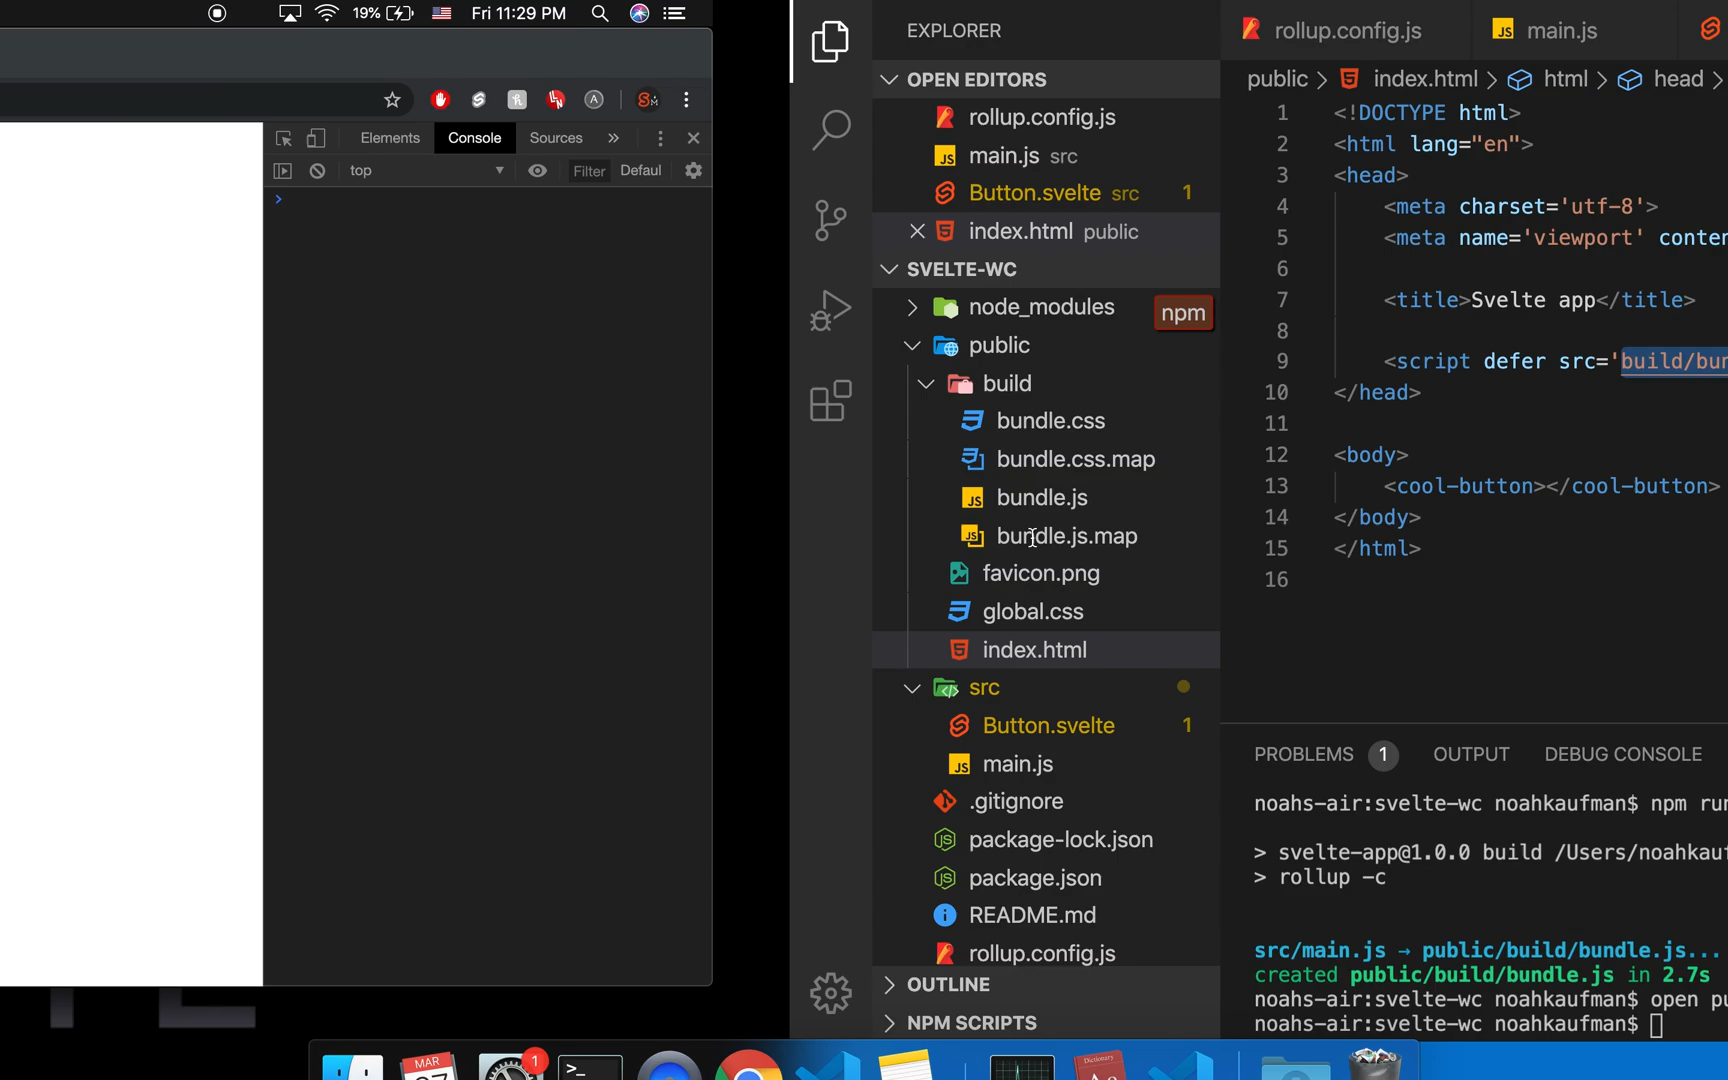 19%
Fri 11:29 PM
Elements
Console
Sources
»
top
Filter
Defaul
EXPLORER
OPEN EDITORS
rollup.config.js
main.js src
Button.svelte src 1
index.html public
SVELTE-WC
node_modules
npm
public
build
bundle.css
bundle.css.map
bundle.js
bundle.js.map
favicon.png
global.css
index.html
src
Button.svelte 1
main.js
.gitignore
package-lock.json
package.json
README.md
rollup.config.js
OUTLINE
NPM SCRIPTS
rollup.config.js
main.js
public > index.html > html > head >
1 <!DOCTYPE html>
2 <html lang="en">
3 <head>
4 <meta charset='utf-8'>
5 <meta name='viewport' conten
6
7 <title>Svelte app</title>
8
9 <script defer src='build/bun
10 </head>
11
12 <body>
13 <cool-button></cool-button>
14 </body>
15 </html>
16
PROBLEMS 1 OUTPUT DEBUG CONSOLE
noahs-air:svelte-wc noahkaufman$ npm run
> svelte-app@1.0.0 build /Users/noahkauf
> rollup -c
src/main.js → public/build/bundle.js...
created public/build/bundle.js in 2.7s
noahs-air:svelte-wc noahkaufman$ open pu
noahs-air:svelte-wc noahkaufman$
MAR
1
Dictionary